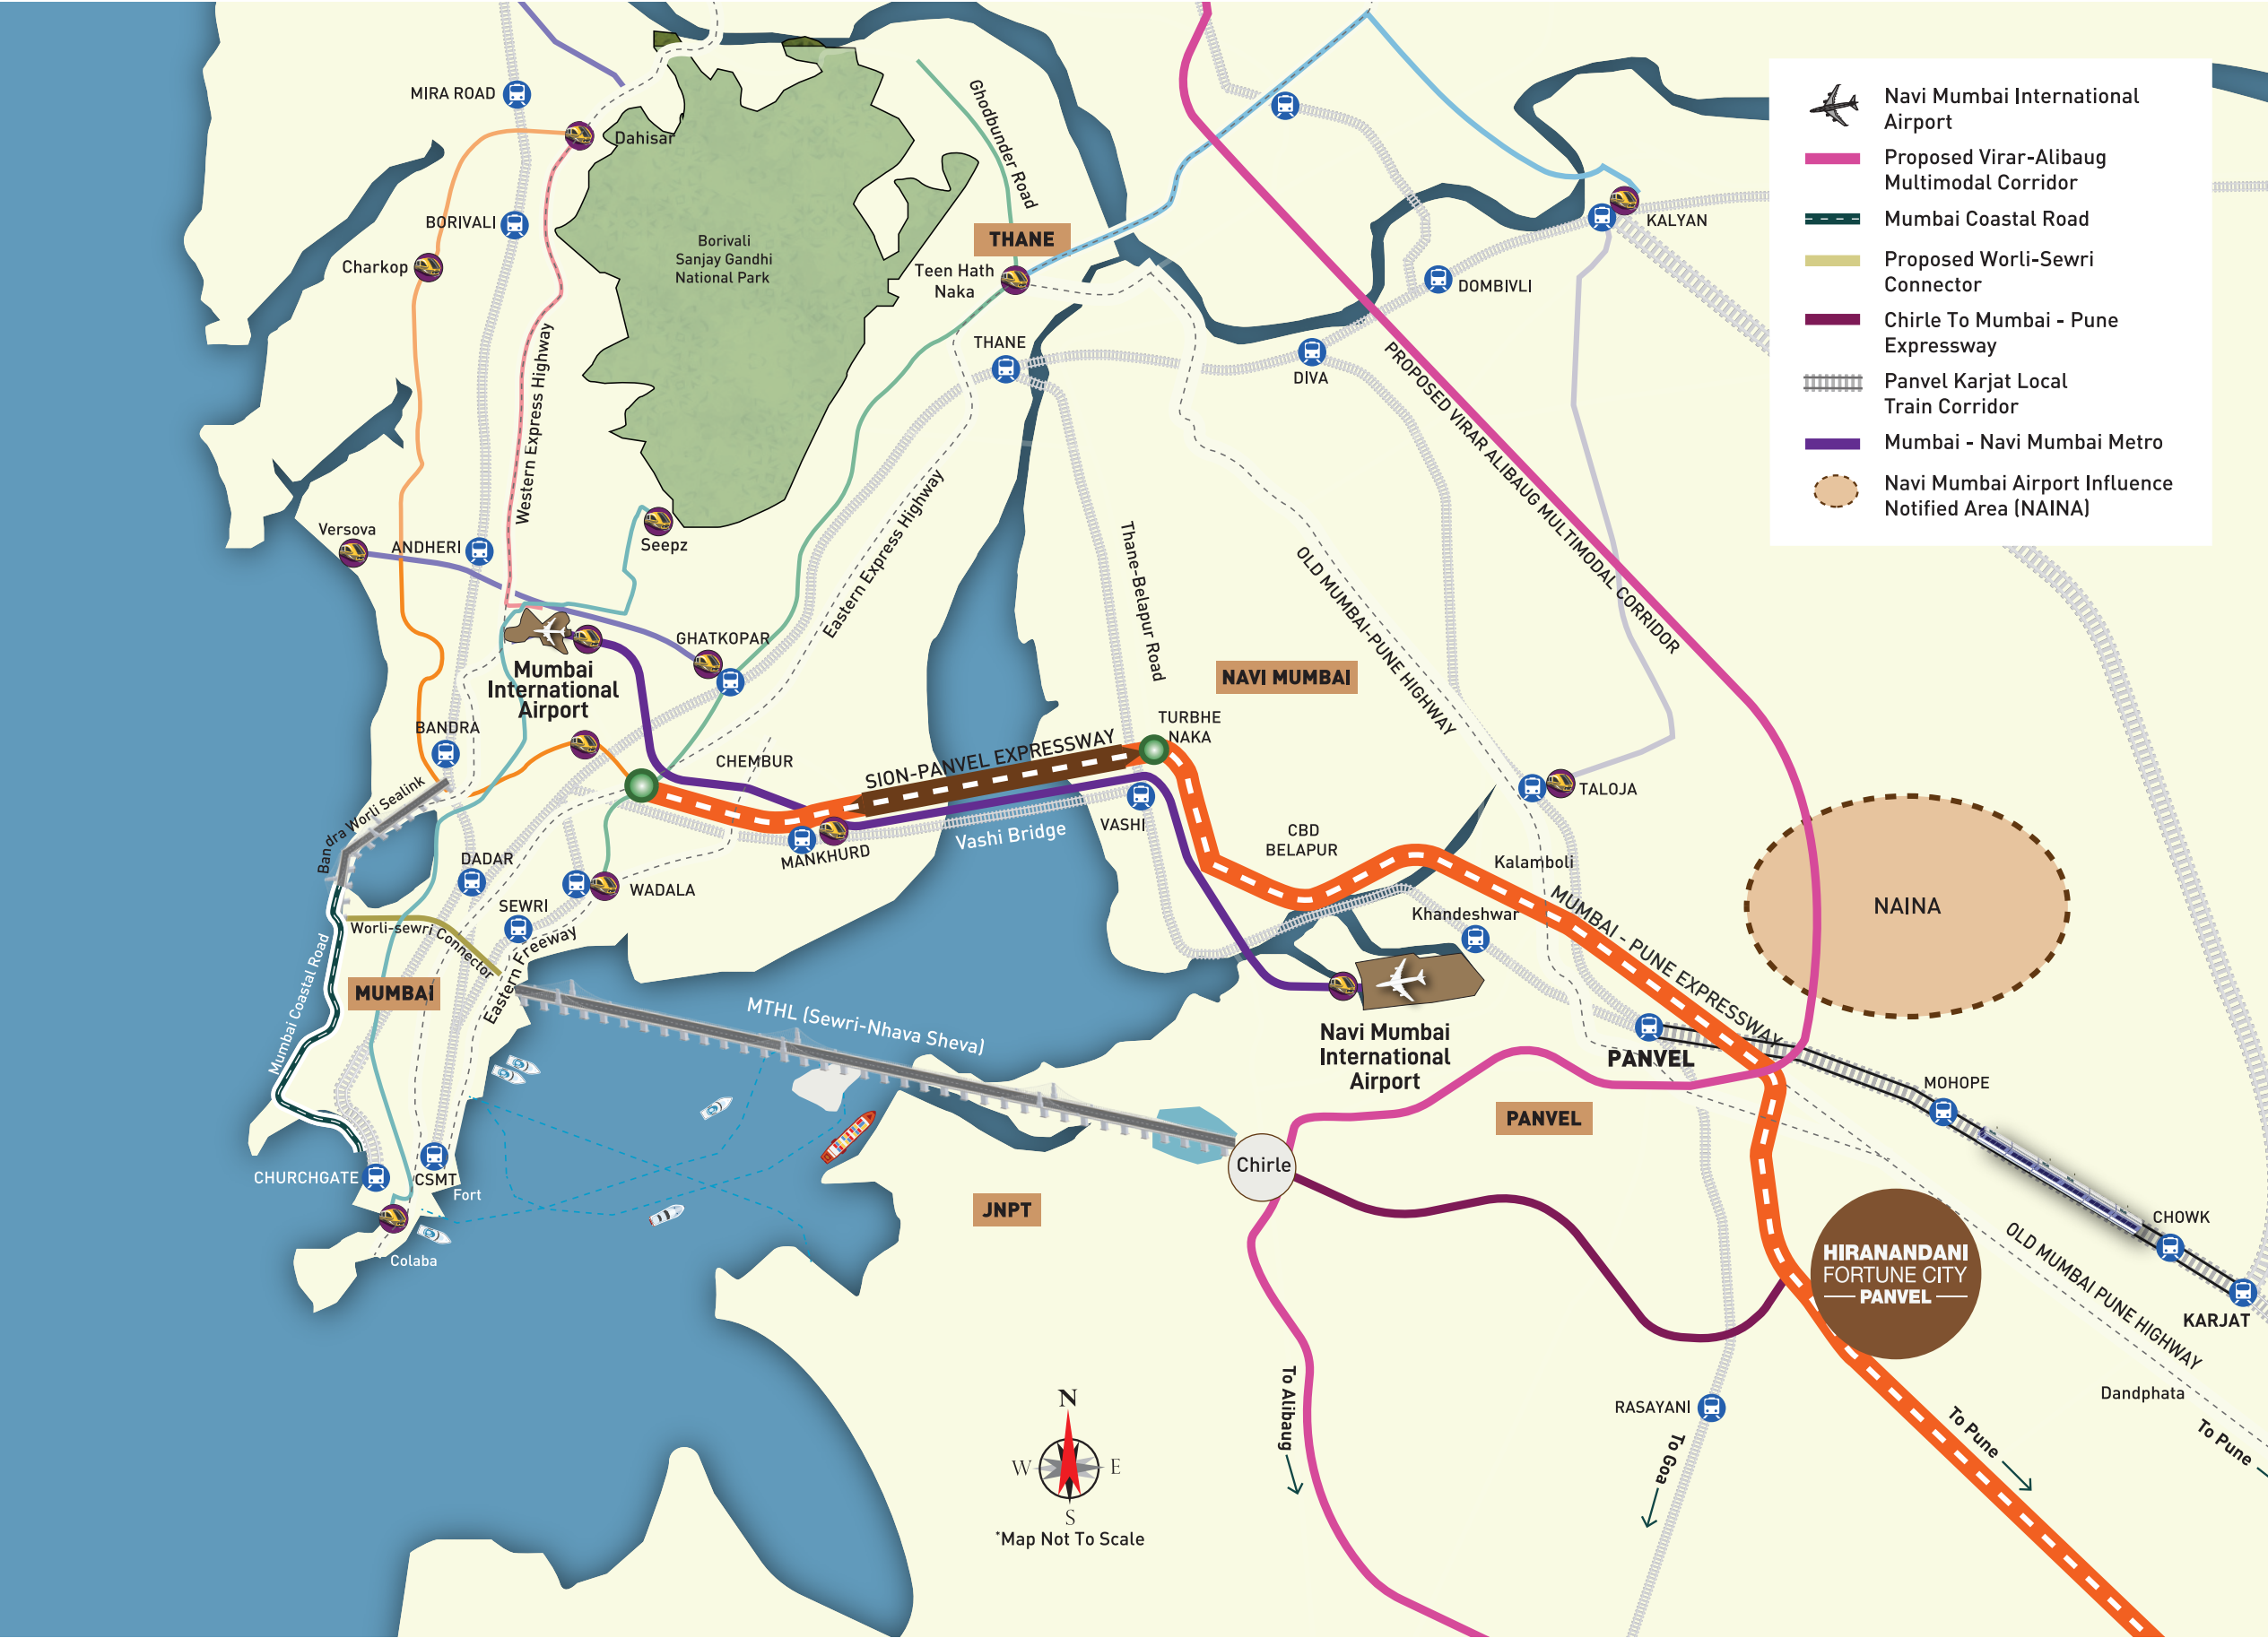 MIRA ROAD
Dahisar
BORIVALI
Charkop
Western Express Highway
Borivali
Sanjay Gandhi
National Park
Ghodbunder Road
THANE
Teen Hath
Naka
THANE
KALYAN
DOMBIVLI
DIVA
PROPOSED VIRAR ALIBAUG MULTIMODAL CORRIDOR
Navi Mumbai International
Airport
Proposed Virar-Alibaug
Multimodal Corridor
Mumbai Coastal Road
Proposed Worli-Sewri
Connector
Chirle To Mumbai - Pune
Expressway
Panvel Karjat Local
Train Corridor
Mumbai - Navi Mumbai Metro
Navi Mumbai Airport Influence
Notified Area (NAINA)
Versova
ANDHERI
Seepz
Eastern Express Highway
Thane-Belapur Road
OLD MUMBAI-PUNE HIGHWAY
GHATKOPAR
Mumbai
International
Airport
NAVI MUMBAI
BANDRA
CHEMBUR
SION-PANVEL EXPRESSWAY
TURBHE
NAKA
TALOJA
Bandra Worli Sealink
MANKHURD
Vashi Bridge
VASHI
CBD
BELAPUR
Kalamboli
DADAR
WADALA
SEWRI
Worli-sewri Connector
Eastern Freeway
Khandeshwar
MUMBAI - PUNE EXPRESSWAY
NAINA
MUMBAI
Mumbai Coastal Road
MTHL (Sewri-Nhava Sheva)
Navi Mumbai
International
Airport
PANVEL
MOHOPE
PANVEL
Chirle
CHURCHGATE
CSMT
Fort
Colaba
JNPT
HIRANANDANI
FORTUNE CITY
PANVEL
CHOWK
KARJAT
OLD MUMBAI PUNE HIGHWAY
Dandphata
To Alibaug
RASAYANI
To Goa
To Pune
To Pune
N
W
E
S
*Map Not To Scale